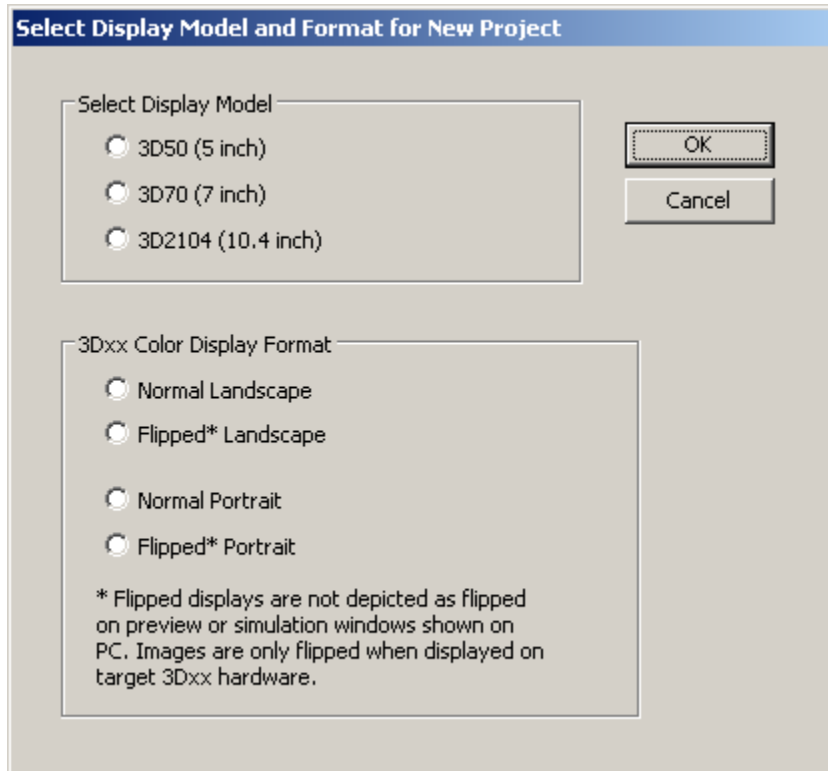 Select Display Model and Format for New Project
Select Display Model
3D50 (5 inch)
3D70 (7 inch)
3D2104 (10.4 inch)
OK
Cancel
3Dxx Color Display Format
Normal Landscape
Flipped* Landscape
Normal Portrait
Flipped* Portrait
* Flipped displays are not depicted as flipped
on preview or simulation windows shown on
PC. Images are only flipped when displayed on
target 3Dxx hardware.